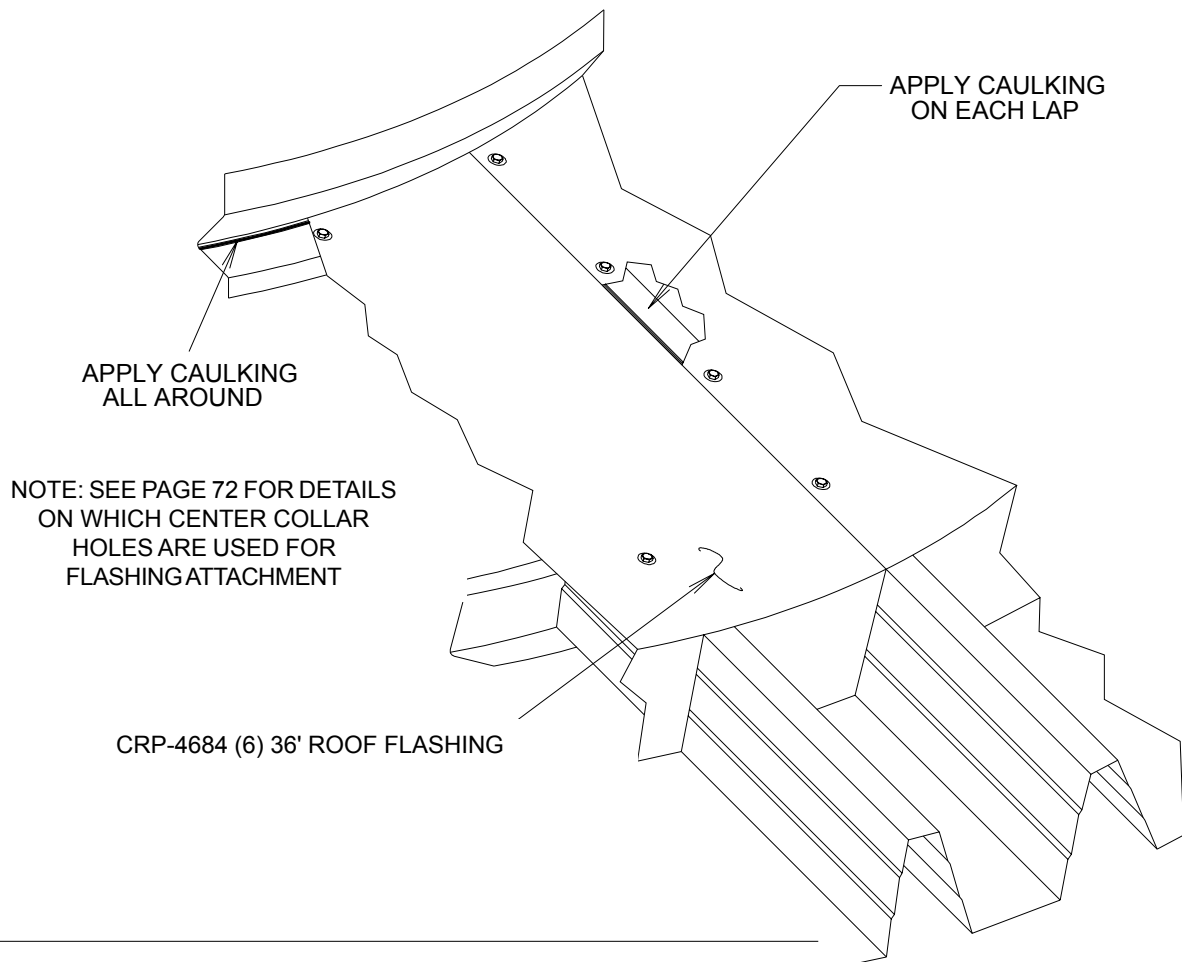 APPLY CAULKING
ON EACH LAP
APPLY CAULKING
ALL AROUND
NOTE: SEE PAGE 72 FOR DETAILS
ON WHICH CENTER COLLAR
HOLES ARE USED FOR
FLASHING ATTACHMENT
CRP-4684 (6) 36' ROOF FLASHING